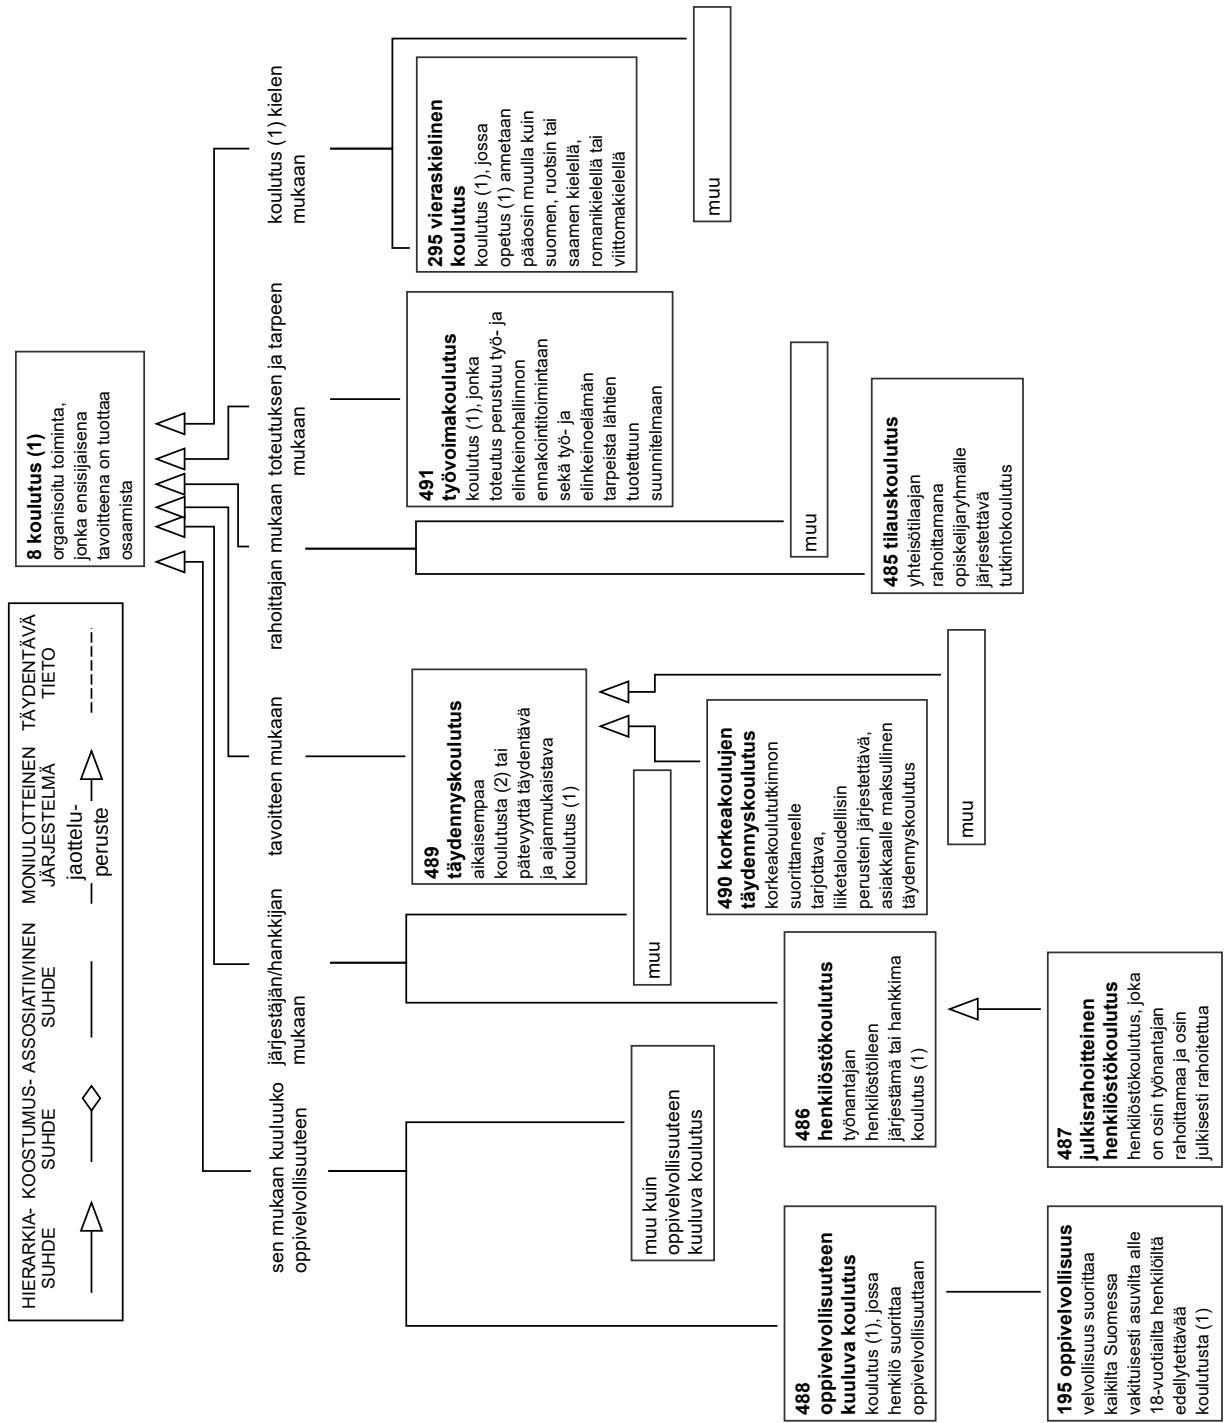 HIERARKIA-
SUHDE
KOOSTUMUS-
SUHDE
ASSOSIATIIVINEN
SUHDE
MONIULOTTEINEN
JÄRJESTELMÄ
jaottelu-
peruste
TÄYDENTÄVÄ
TIETO
8 koulutus (1)
organisoitu toiminta,
jonka ensisijaisena
tavoitteena on tuottaa
osaamista
sen mukaan kuuluuko
oppivelvollisuuteen
järjestäjän/hankkijan
mukaan
tavoitteen mukaan
rahoittajan mukaan
toteutuksen ja tarpeen
mukaan
koulutus (1) kielen
mukaan
muu kuin
oppivelvollisuuteen
kuuluva koulutus
488
oppivelvollisuuteen
kuuluva koulutus
koulutus (1), jossa
henkilö suorittaa
oppivelvollisuuttaan
195 oppivelvollisuus
velvollisuus suorittaa
kaikilta Suomessa
vakituisesti asuvilta alle
18-vuotiailta henkilöiltä
edellytettävää
koulutusta (1)
muu
486
henkilöstökoulutus
työnantajan
henkilöstölleen
järjestämä tai hankkima
koulutus (1)
487
julkisrahoitteinen
henkilöstökoulutus
henkilöstökoulutus, joka
on osin työnantajan
rahoittamaa ja osin
julkisesti rahoitettua
489
täydennyskoulutus
aikaisempaa
koulutusta (2) tai
pätevyyttä täydentävä
ja ajanmukaistava
koulutus (1)
490 korkeakoulujen
täydennyskoulutus
korkeakoulututkinnon
suorittaneelle
tarjottava,
liiketaloudellisin
perustein järjestettävä,
asiakkaalle maksullinen
täydennyskoulutus
muu
muu
485 tilauskoulutus
yhteisötilaajan
rahoittamana
opiskelijaryhmälle
järjestettävä
tutkintokoulutus
491
työvoimakoulutus
koulutus (1), jonka
toteutus perustuu työ- ja
elinkeinohallinnon
ennakointitoimintaan
sekä työ- ja
elinkeinoelämän
tarpeista lähtien
tuotettuun
suunnitelmaan
295 vieraskielinen
koulutus
koulutus (1), jossa
opetus (1) annetaan
pääosin muulla kuin
suomen, ruotsin tai
saamen kielellä,
romanikielellä tai
viittomakielellä
muu